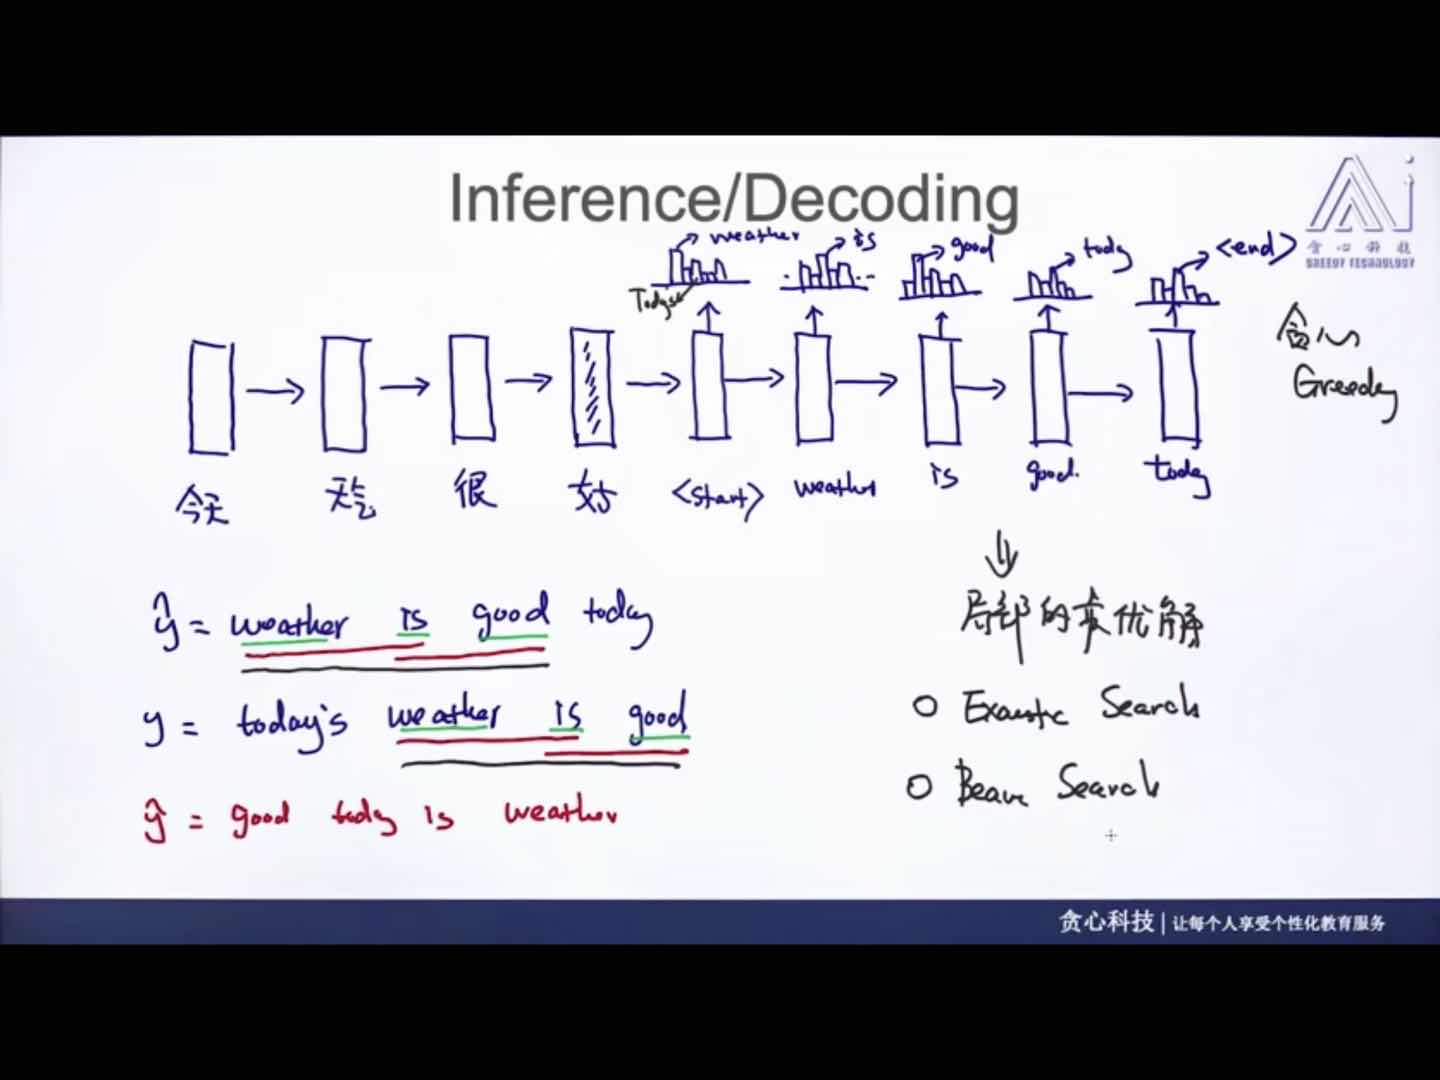 Inference/Decoding
贪心科技
GREEDY TECHNOLOGY
weather
is
good
today
<end>
Today's
贪心
Greedy
今天
天气
很
好
<start>
weather
is
good.
today
ŷ = weather is good today
局部的最优解
y = today's weather is good
Exaustic Search
ŷ = good today is weather
Beam Search
贪心科技 | 让每个人享受个性化教育服务